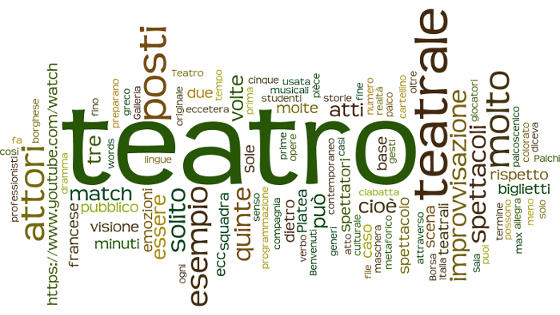 teatro
teatrale
posti
attori
https://www.youtube.com/watch
molto
spettacoli
improvvisazione
esempio
quinte
solito
essere
emozioni
match
pubblico
visione
minuti
francese
tre
words
lingue
dramma
borghese
fa
così
professionisti
fino
preparano
greco
Galleria
Teatro
originale
due
eccetera
tempo
volte
prima
cinque
musicali
studenti
molte
usata
pièce
storie
atti
fine
numero
realtà
palco
cartellino
oltre
base
gesti
casi
contemporaneo
prime
opere
sole
giocatori
palcoscenico
colorato
diceva
Palchi
rispetto
biglietti
termine
possono
puoi
max
allegra
meno
solo
sala
teatrali
Italia
scena
Borsa
attraverso
spettacolo
metaforico
maschera
caso
file
cioè
ciabatta
culturale
atto
spettatori
generi
può
Benvenuti
Platea
verbo
dietro
compagnia
programmazione
senso
squadra
ecc
ogni